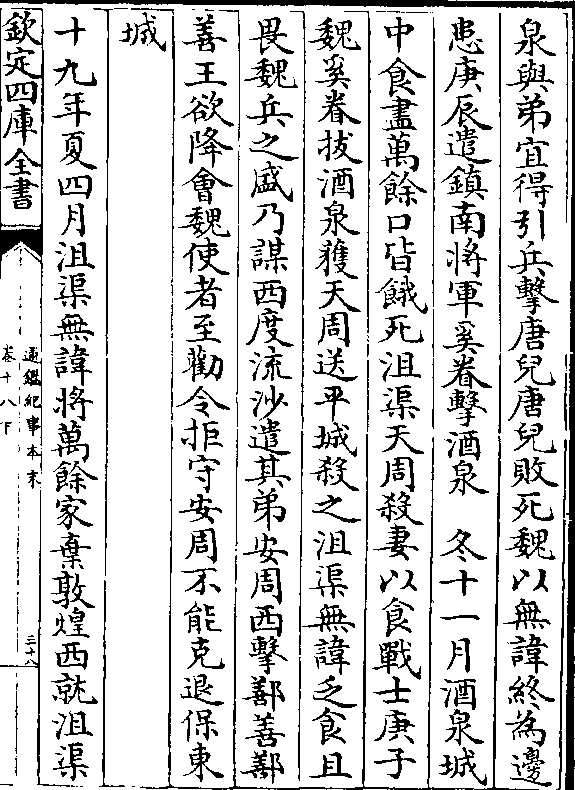 泉與弟宜得引兵擊唐兒唐兒敗死魏以無諱終為邊
患庚辰遣鎮南將軍奚眷擊酒泉　冬十一月酒泉城
中食盡萬餘口皆餓死沮渠天周殺妻以食戰士庚子
魏奚眷拔酒泉獲天周送平城殺之沮渠無諱乏食且
畏魏兵之盛乃謀西度流沙遣其弟安周西擊鄯善鄯
善王欲降會魏使者至勸令拒守安周不能克退保東
城
十九年夏四月沮渠無諱將萬餘家棄敦煌西就沮渠
欽定四庫全書
通鑑紀事本末
卷十八下
三十八